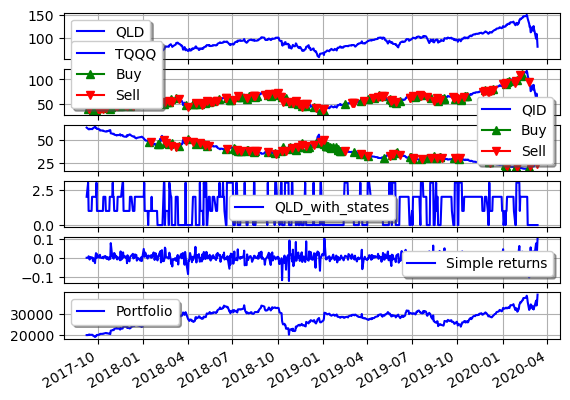 150
100
QLD
100
50
TQQQ
Buy
Sell
50
25
QID
Buy
Sell
2.5
0.0
QLD_with_states
0.1
0.0
−0.1
Simple returns
30000
20000
Portfolio
2017-10
2018-01
2018-04
2018-07
2018-10
2019-01
2019-04
2019-07
2019-10
2020-01
2020-04